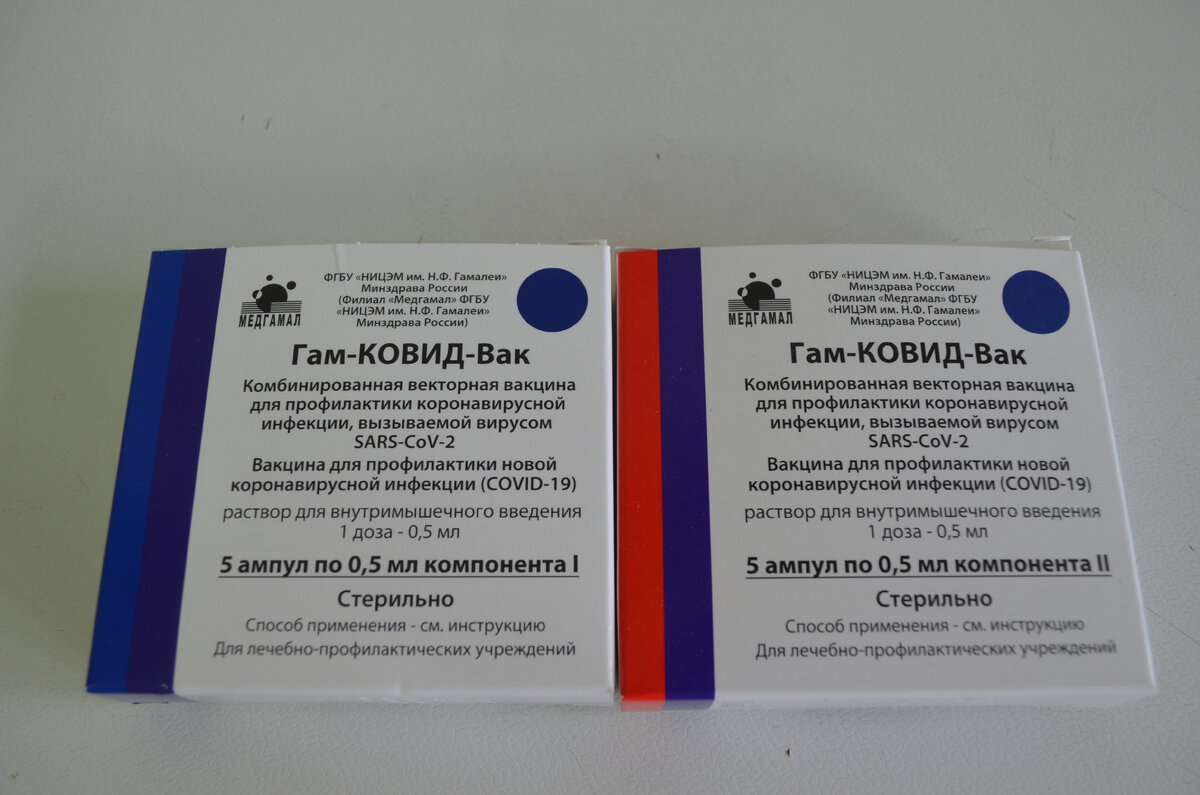 МЕДГАМАЛ
ФГБУ «НИЦЭМ им. Н.Ф. Гамалеи»
Минздрава России
(Филиал «Медгамал» ФГБУ
«НИЦЭМ им. Н.Ф. Гамалеи»
Минздрава России)
Гам-КОВИД-Вак
Комбинированная векторная вакцина
для профилактики коронавирусной
инфекции, вызываемой вирусом
SARS-CoV-2
Вакцина для профилактики новой
коронавирусной инфекции (COVID-19)
раствор для внутримышечного введения
1 доза - 0,5 мл
5 ампул по 0,5 мл компонента I
Стерильно
Способ применения - см. инструкцию
Для лечебно-профилактических учреждений
МЕДГАМАЛ
ФГБУ «НИЦЭМ им. Н.Ф. Гамалеи»
Минздрава России
(Филиал «Медгамал» ФГБУ
«НИЦЭМ им. Н.Ф. Гамалеи»
Минздрава России)
Гам-КОВИД-Вак
Комбинированная векторная вакцина
для профилактики коронавирусной
инфекции, вызываемой вирусом
SARS-CoV-2
Вакцина для профилактики новой
коронавирусной инфекции (COVID-19)
раствор для внутримышечного введения
1 доза - 0,5 мл
5 ампул по 0,5 мл компонента II
Стерильно
Способ применения - см. инструкцию
Для лечебно-профилактических учреждений